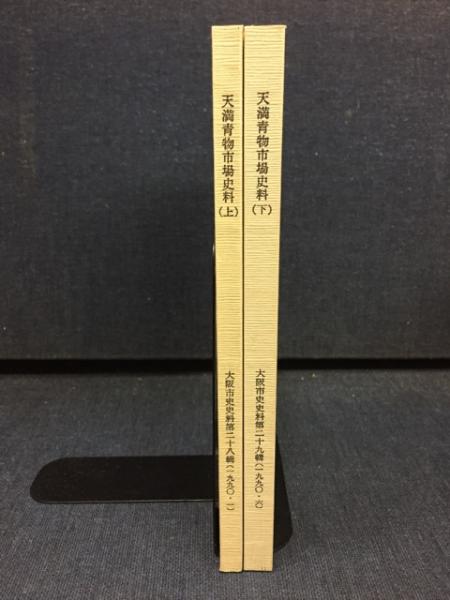 天満青物市場史料(上)
大阪市史史料第二十八輯(一九九〇・一)
天満青物市場史料(下)
大阪市史史料第二十九輯(一九九〇・六)